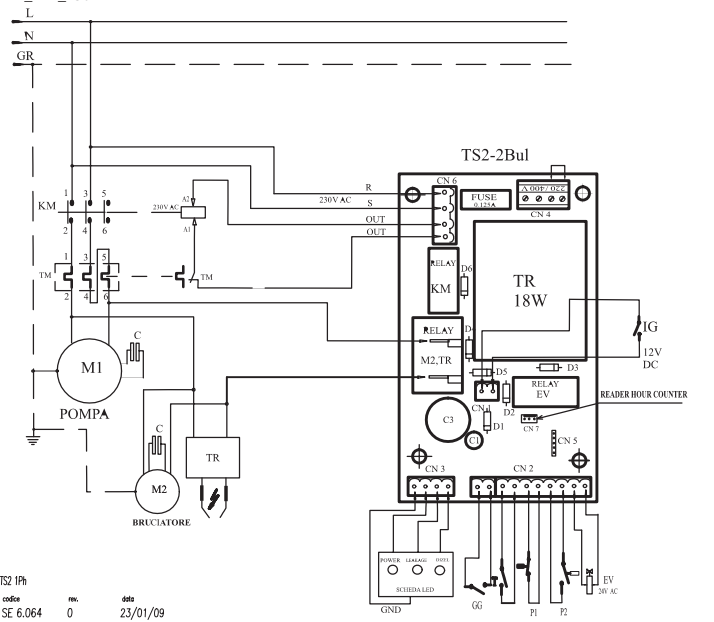 L
N
GR
TS2-2Bul
R
CN 6
230V AC
S
FUSE
0.125A
220 / 400 V
CN 4
OUT
OUT
1
3
5
KM
2
4
6
230V AC
A2
A1
RELAY
KM
D6
TR
18W
TM
1
3
5
2
4
6
TM
RELAY
M2,TR
D4
IG
12V
DC
D5
D3
M1
C
POMPA
CN 1
D2
RELAY
EV
READER HOUR COUNTER
C3
D1
CN 7
C1
CN 5
C
TR
M2
BRUCIATORE
CN 3
CN 2
POWER
LEAKAGE
SCHEDA LED
GND
GG
P1
P2
EV
24V AC
TS2 1Ph
codice
rev.
data
SE 6.064
0
23/01/09